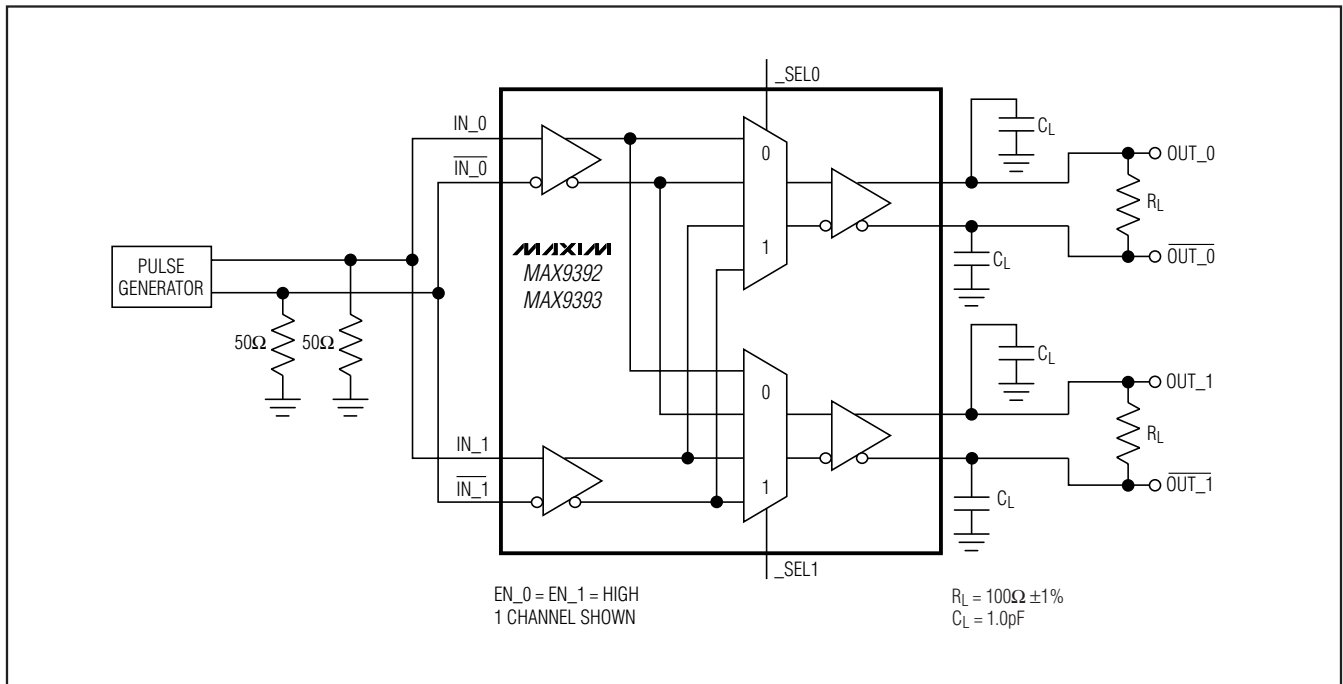 _SEL0
IN_0
IN_0
0
1
MAXIM
MAX9392
MAX9393
PULSE
GENERATOR
50Ω
50Ω
C_L
OUT_0
R_L
OUT_0
C_L
IN_1
IN_1
0
1
C_L
OUT_1
R_L
OUT_1
C_L
_SEL1
EN_0 = EN_1 = HIGH
1 CHANNEL SHOWN
R_L = 100Ω ±1%
C_L = 1.0pF